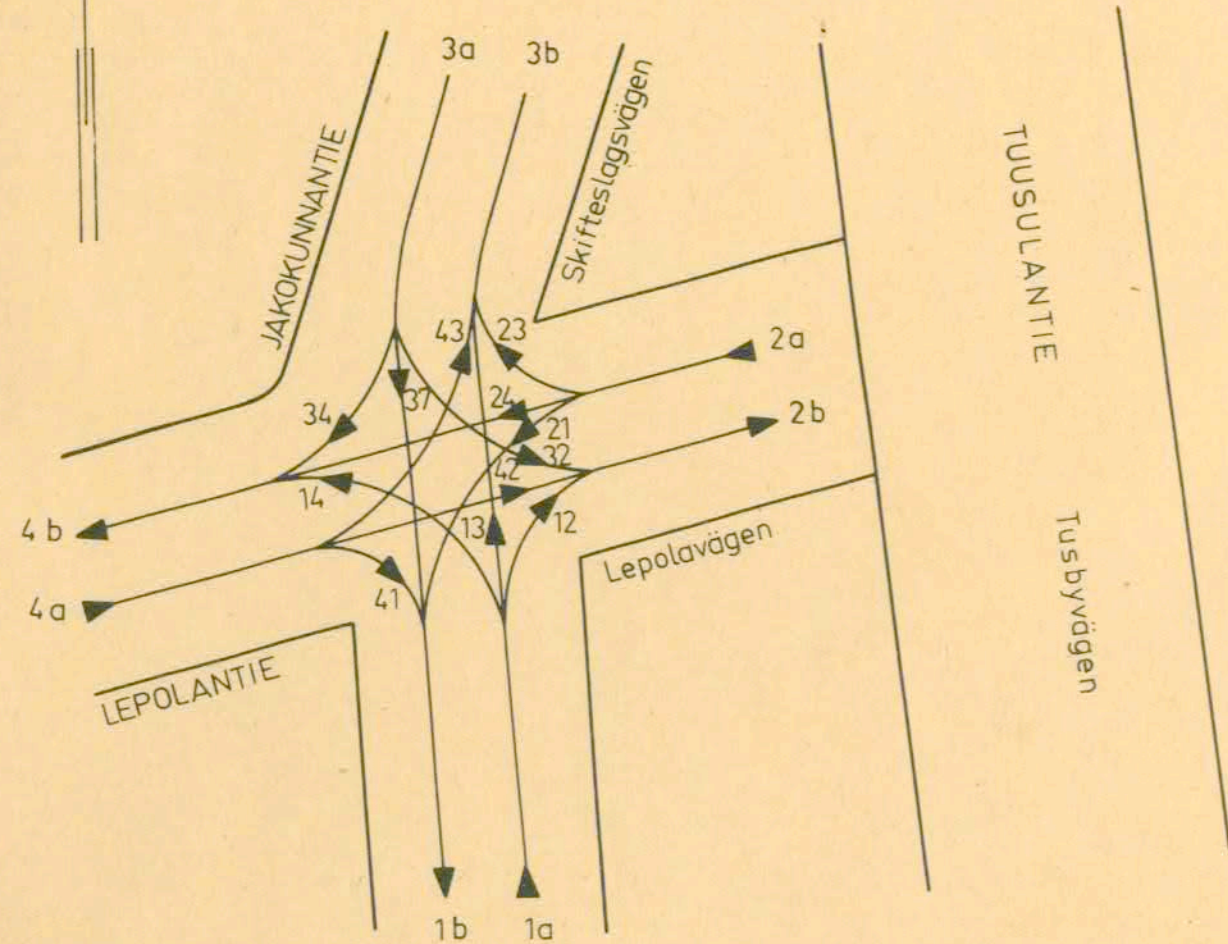 3a
3b
JAKOKUNNANTIE
Skifteslagsvägen
TUUSULANTIE
43
23
2a
37
24
34
21
2b
32
42
14
13
12
4b
Lepolavägen
Tusbyvägen
41
4a
LEPOLANTIE
1b
1a